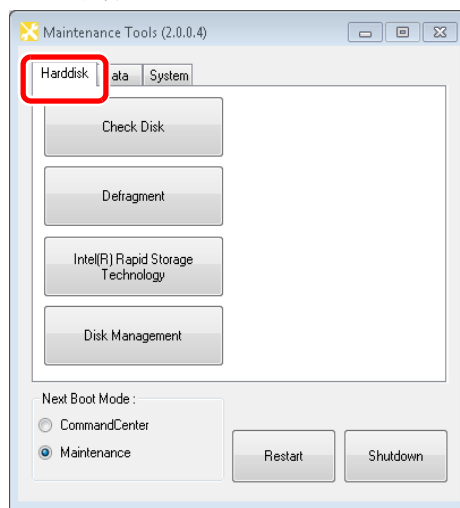 Maintenance Tools (2.0.0.4)
Harddisk ata System
Check Disk
Defragment
Intel(R) Rapid Storage
Technology
Disk Management
Next Boot Mode :
CommandCenter
Maintenance
Restart
Shutdown